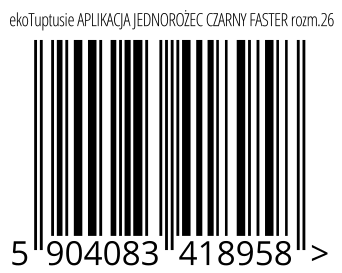 ekoTuptusie APLIKACJA JEDNOROŻEC CZARNY FASTER rozm.26
5 904083 418958 >